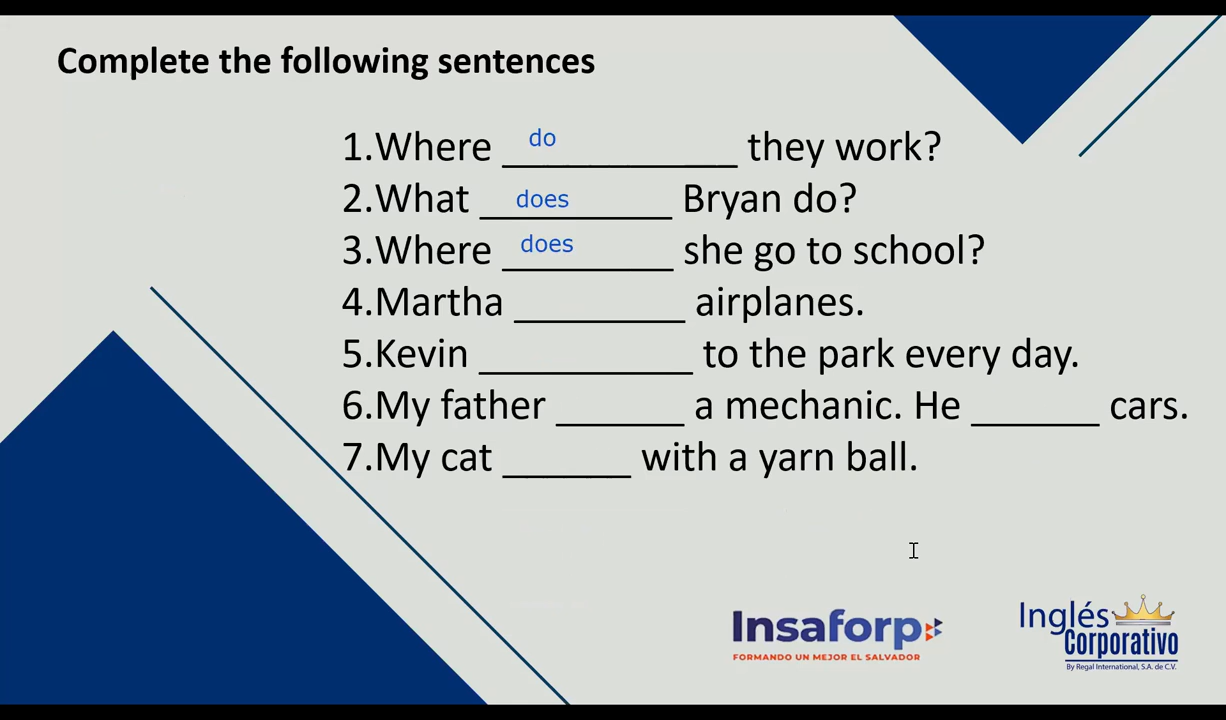 Complete the following sentences
1.Where do they work?
2.What does Bryan do?
3.Where does she go to school?
4.Martha ________ airplanes.
5.Kevin __________ to the park every day.
6.My father ______ a mechanic. He ______ cars.
7.My cat ______ with a yarn ball.
Insaforp
FORMANDO UN MEJOR EL SALVADOR
Inglés
Corporativo
By Regal International, S.A. de C.V.